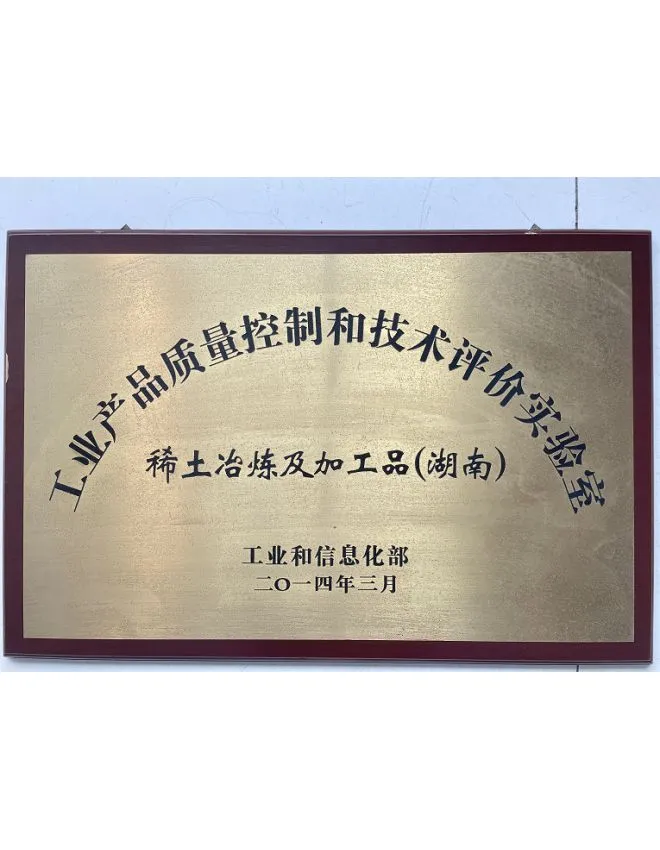 工业产品质量控制和技术评价实验室
稀土冶炼及加工品(湖南)
工业和信息化部
二〇一四年三月